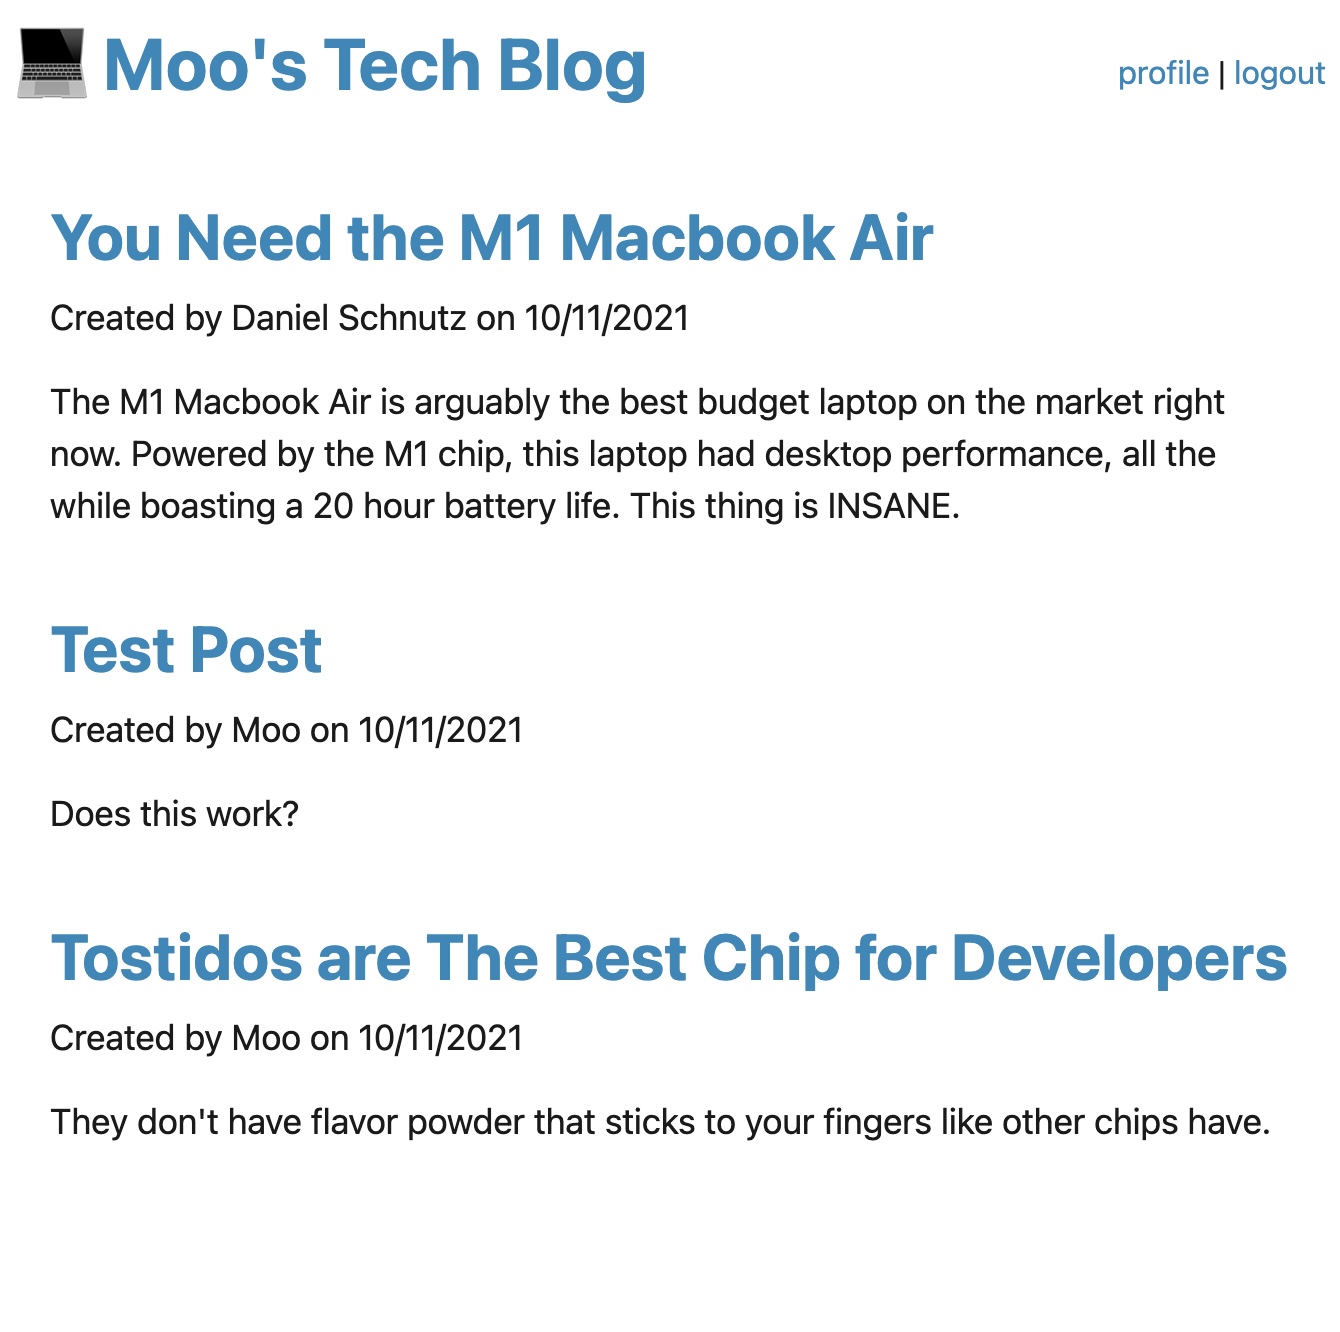 Moo's Tech Blog
profile | logout
You Need the M1 Macbook Air
Created by Daniel Schnutz on 10/11/2021
The M1 Macbook Air is arguably the best budget laptop on the market right
now. Powered by the M1 chip, this laptop had desktop performance, all the
while boasting a 20 hour battery life. This thing is INSANE.
Test Post
Created by Moo on 10/11/2021
Does this work?
Tostidos are The Best Chip for Developers
Created by Moo on 10/11/2021
They don't have flavor powder that sticks to your fingers like other chips have.